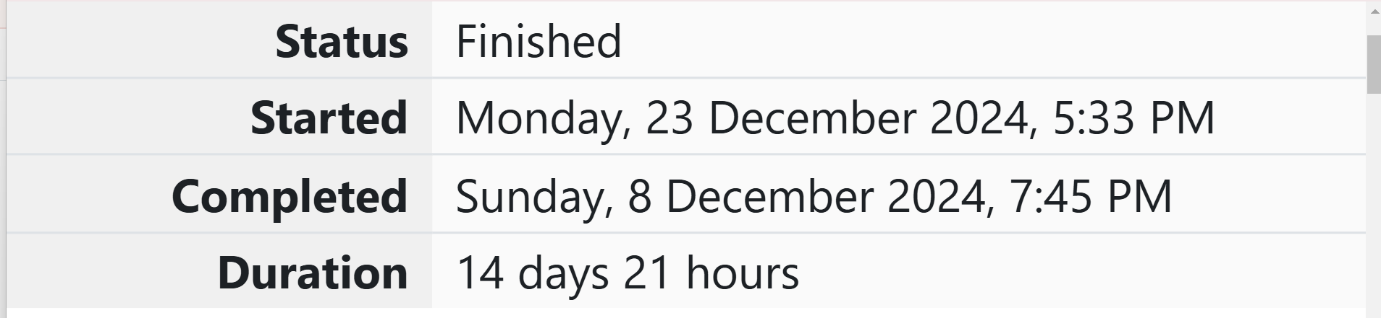 Status Finished
Started Monday, 23 December 2024, 5:33 PM
Completed Sunday, 8 December 2024, 7:45 PM
Duration 14 days 21 hours